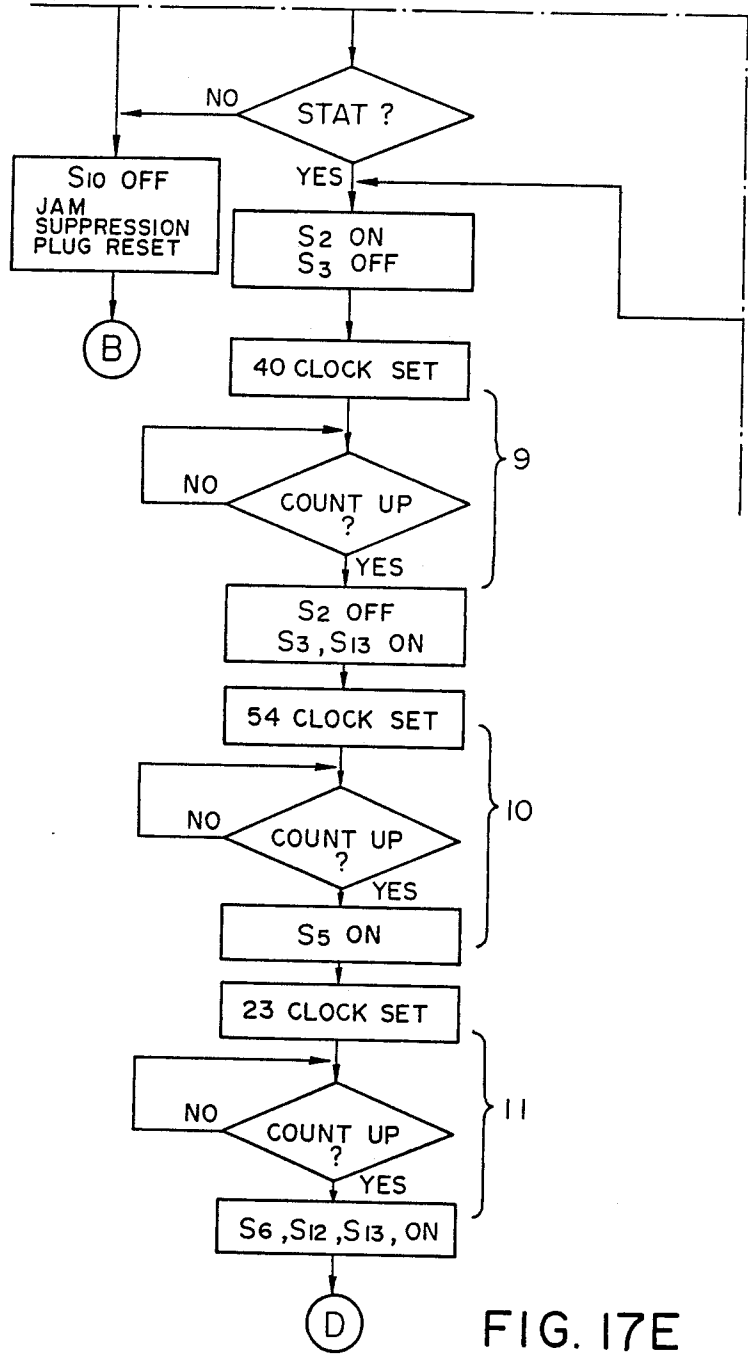 STAT ?
NO
YES
S10 OFF
JAM
SUPPRESSION
PLUG RESET
B
S2 ON
S3 OFF
40 CLOCK SET
9
COUNT UP
?
NO
YES
S2 OFF
S3, S13 ON
54 CLOCK SET
10
COUNT UP
?
NO
YES
S5 ON
23 CLOCK SET
11
COUNT UP
?
NO
YES
S6, S12, S13, ON
D
FIG. 17E